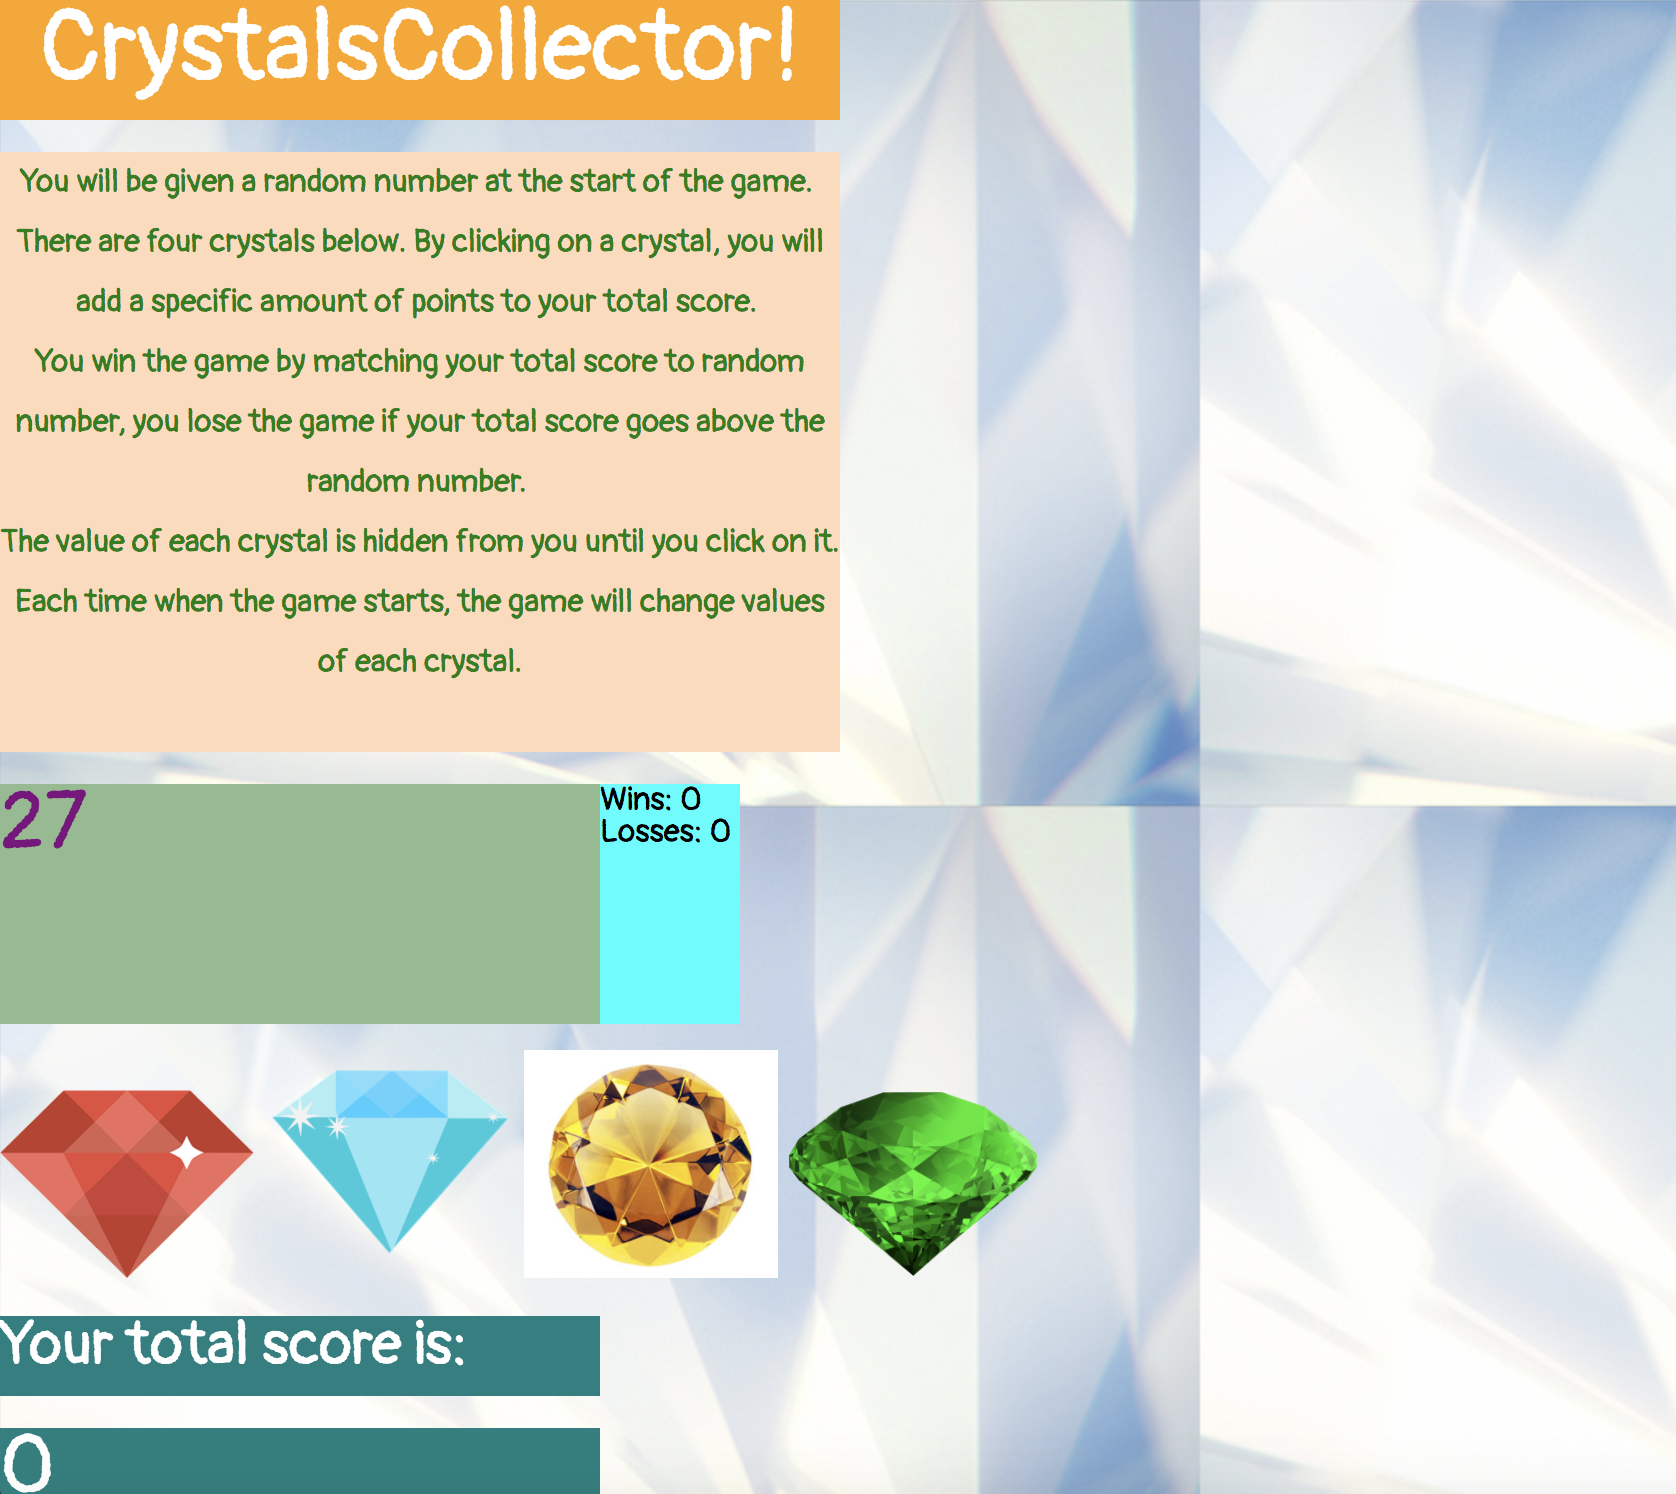 CrystalsCollector!
You will be given a random number at the start of the game.
There are four crystals below. By clicking on a crystal, you will
add a specific amount of points to your total score.
You win the game by matching your total score to random
number, you lose the game if your total score goes above the
random number.
The value of each crystal is hidden from you until you click on it.
Each time when the game starts, the game will change values
of each crystal.
27
Wins: 0
Losses: 0
Your total score is:
0